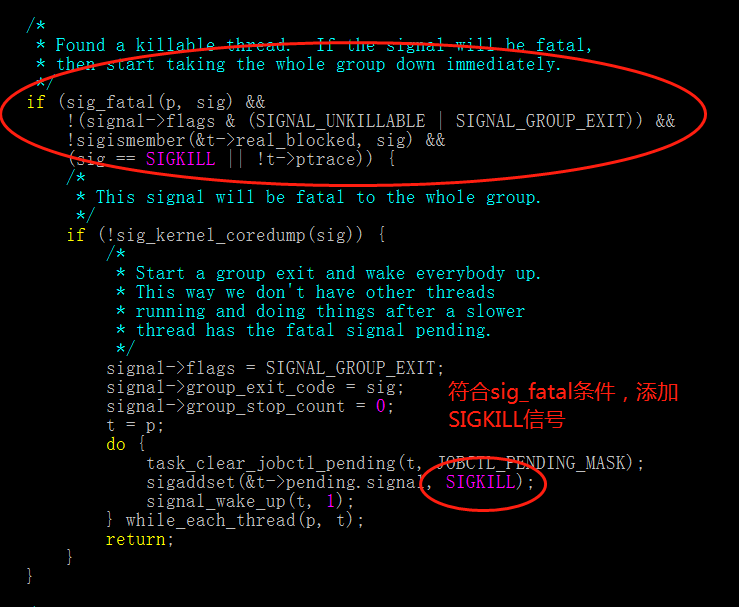 /*
 * Found a killable thread.  If the signal will be fatal,
 * then start taking the whole group down immediately.
 */
if (sig_fatal(p, sig) &&
    !(signal->flags & (SIGNAL_UNKILLABLE | SIGNAL_GROUP_EXIT)) &&
    !sigismember(&t->real_blocked, sig) &&
    (sig == SIGKILL || !t->ptrace)) {
    /*
     * This signal will be fatal to the whole group.
     */
    if (!sig_kernel_coredump(sig)) {
        /*
         * Start a group exit and wake everybody up.
         * This way we don't have other threads
         * running and doing things after a slower
         * thread has the fatal signal pending.
         */
        signal->flags = SIGNAL_GROUP_EXIT;
        signal->group_exit_code = sig;
        signal->group_stop_count = 0;
符合sig_fatal条件，添加
SIGKILL信号
        t = p;
        do {
            task_clear_jobctl_pending(t, JOBCTL_PENDING_MASK);
            sigaddset(&t->pending.signal, SIGKILL);
            signal_wake_up(t, 1);
        } while_each_thread(p, t);
        return;
    }
}